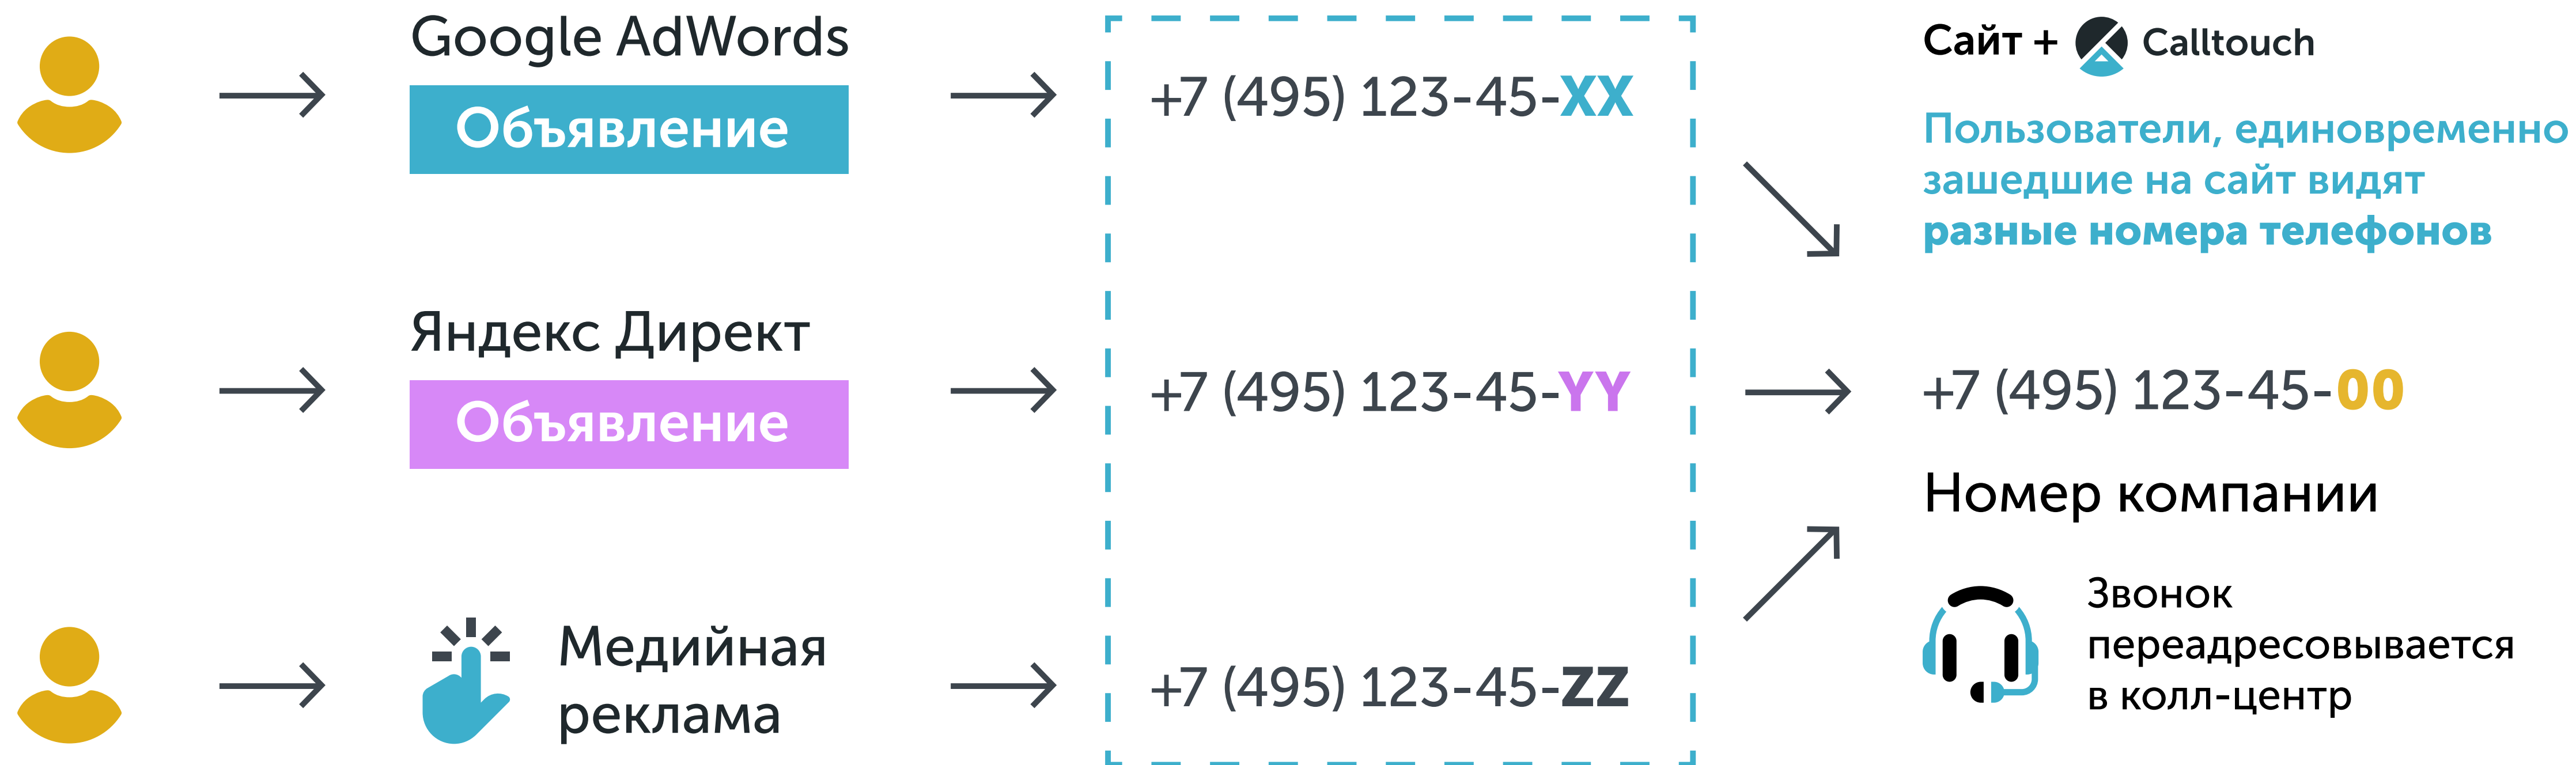 Google AdWords
Объявление
+7 (495) 123-45-XX
Сайт + Calltouch
Пользователи, единовременно
зашедшие на сайт видят
разные номера телефонов
Яндекс Директ
Объявление
+7 (495) 123-45-YY
+7 (495) 123-45-00
Номер компании
Медийная
реклама
+7 (495) 123-45-ZZ
Звонок
переадресовывается
в колл-центр